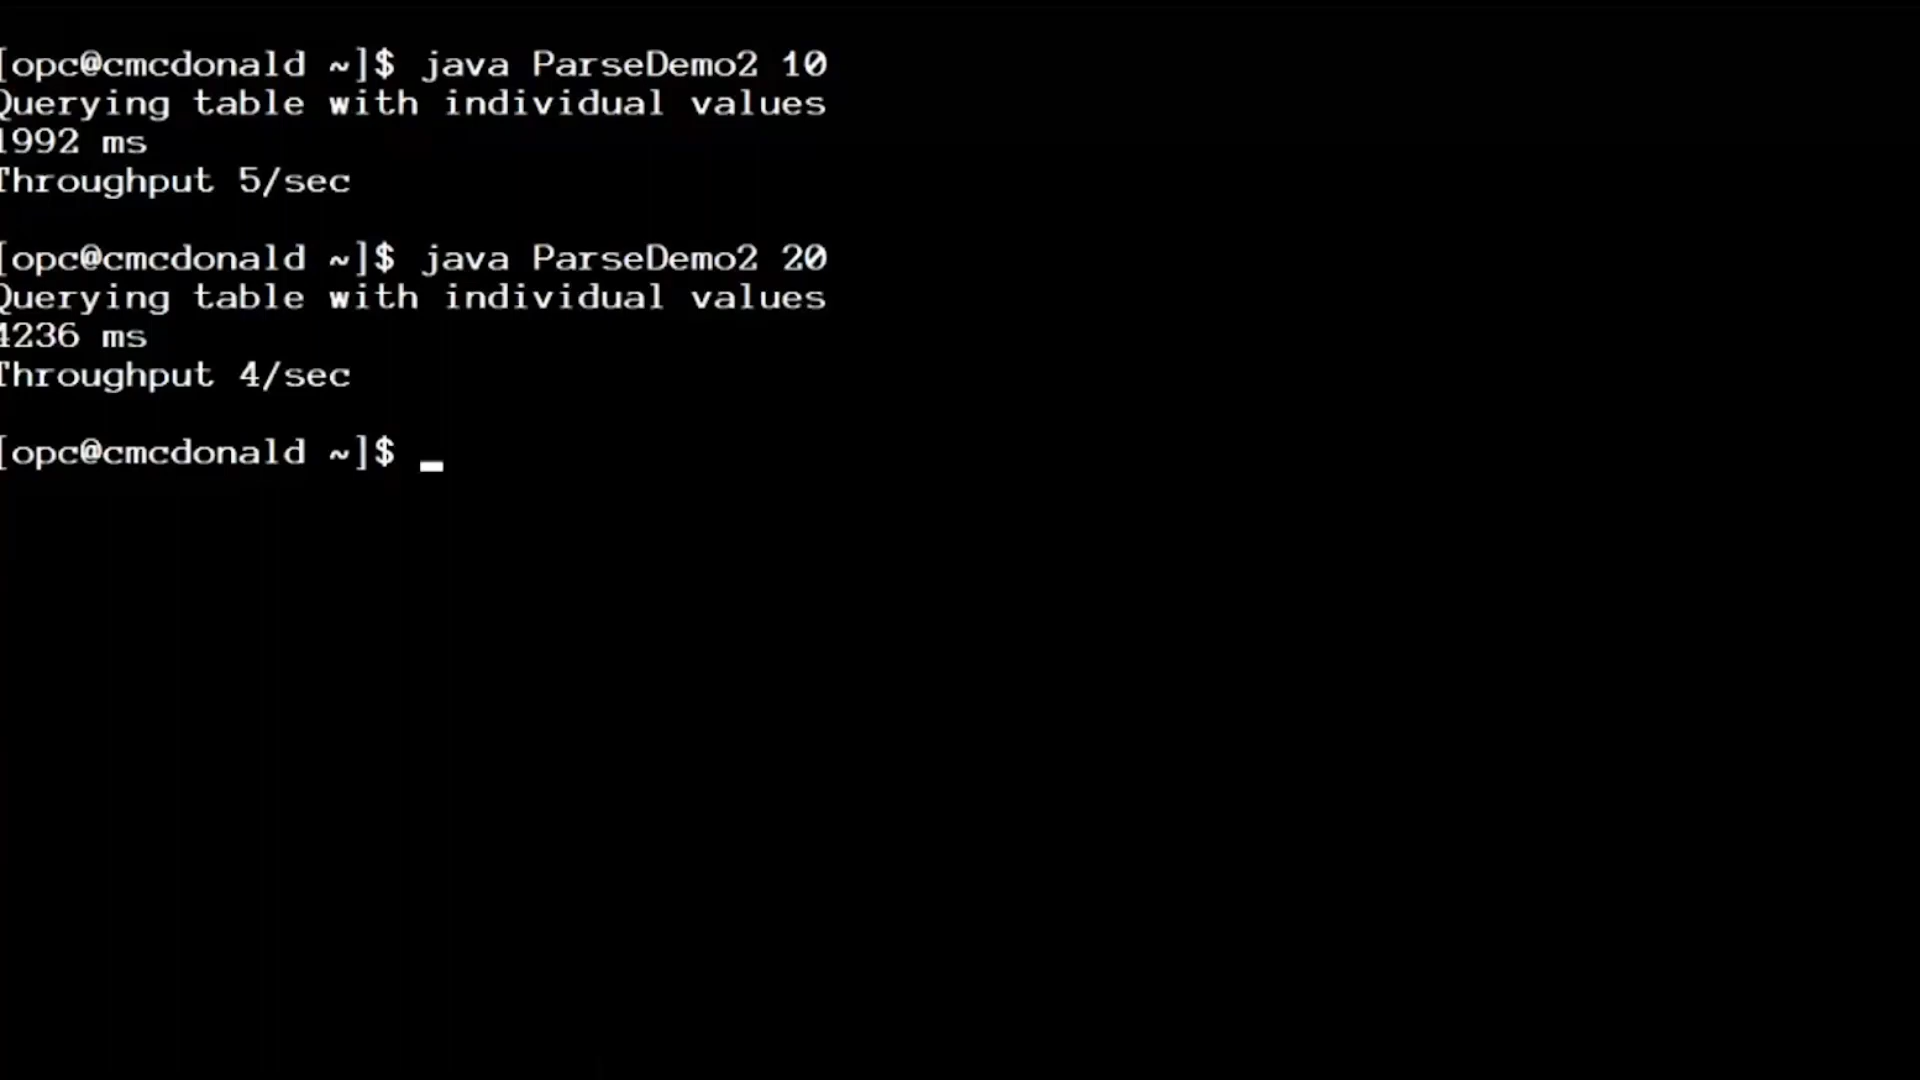 [opc@cmcdonald ~]$ java ParseDemo2 10
Querying table with individual values
1992 ms
Throughput 5/sec
[opc@cmcdonald ~]$ java ParseDemo2 20
Querying table with individual values
4236 ms
Throughput 4/sec
[opc@cmcdonald ~]$ _